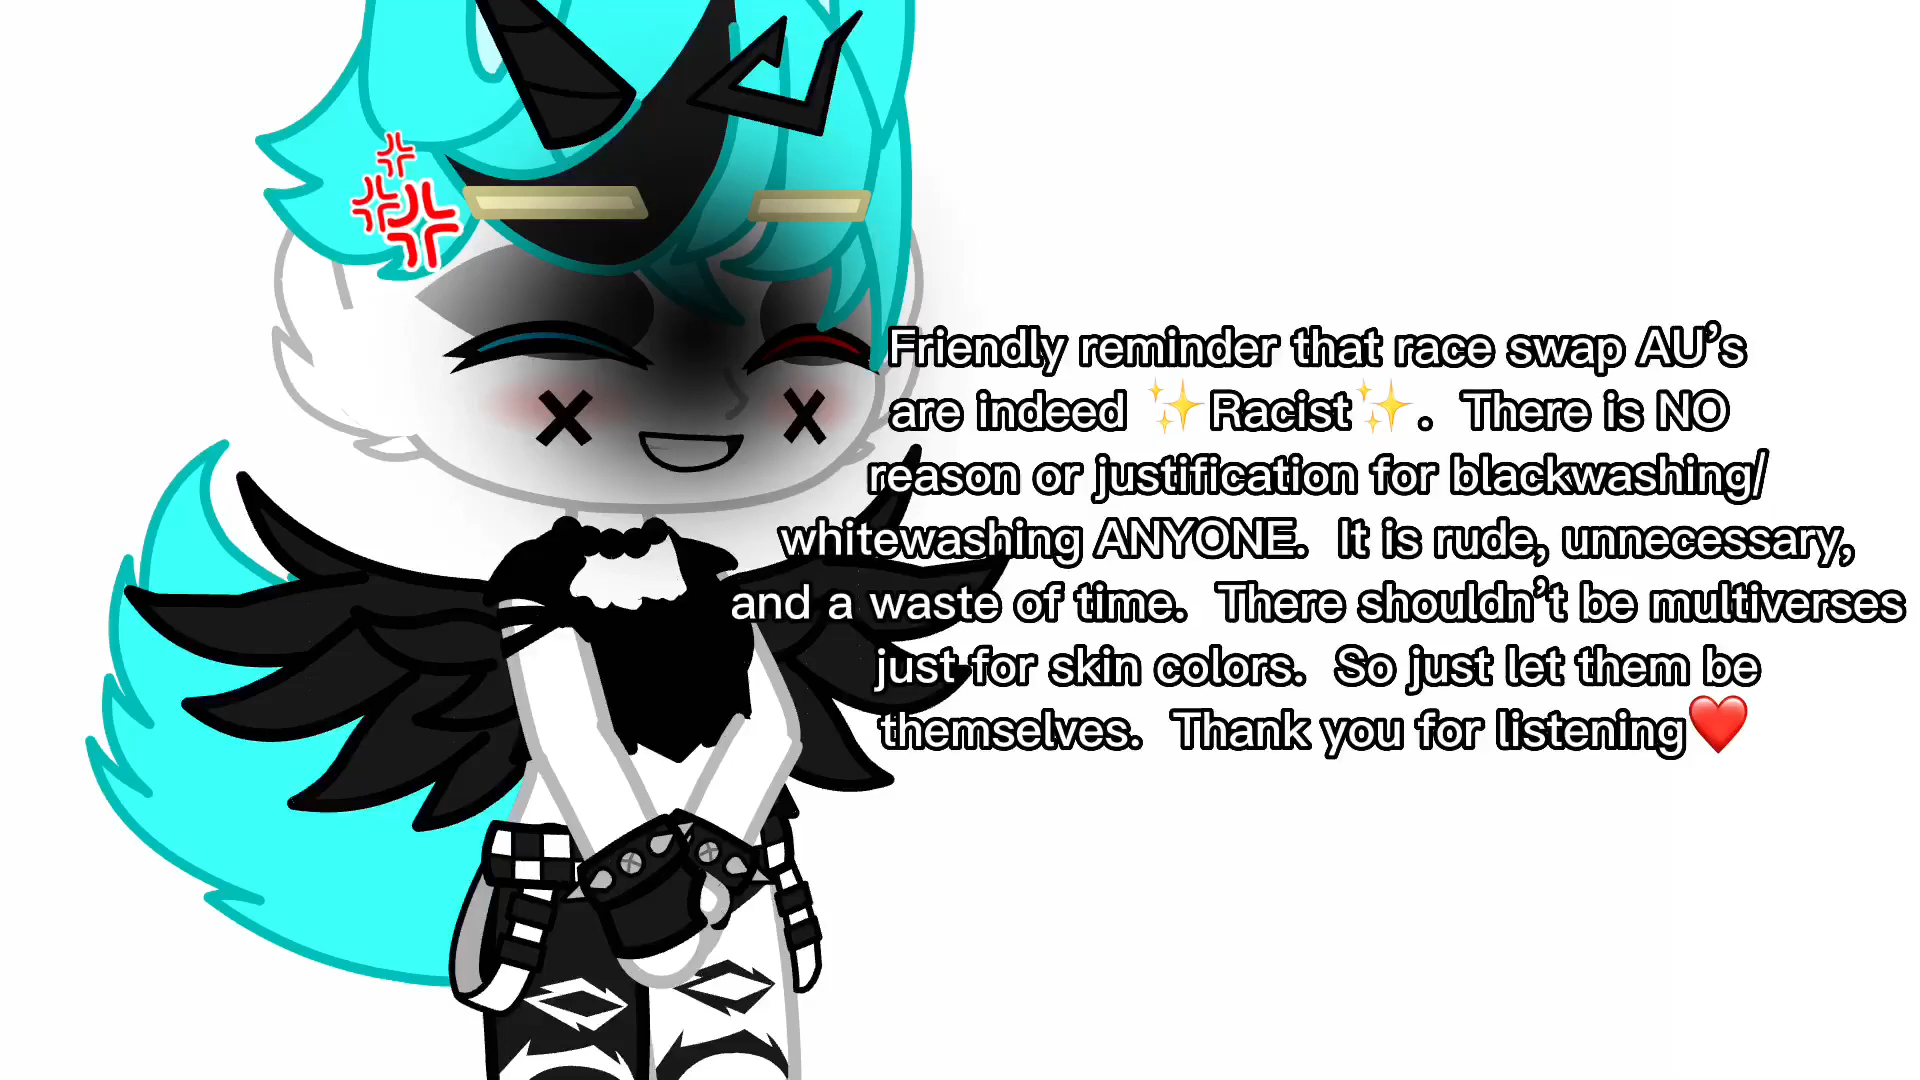 Friendly reminder that race swap AU’s
are indeed ✨Racist✨.  There is NO
reason or justification for blackwashing/
whitewashing ANYONE.  It is rude, unnecessary,
and a waste of time.  There shouldn’t be multiverses
just for skin colors.  So just let them be
themselves.  Thank you for listening❤️